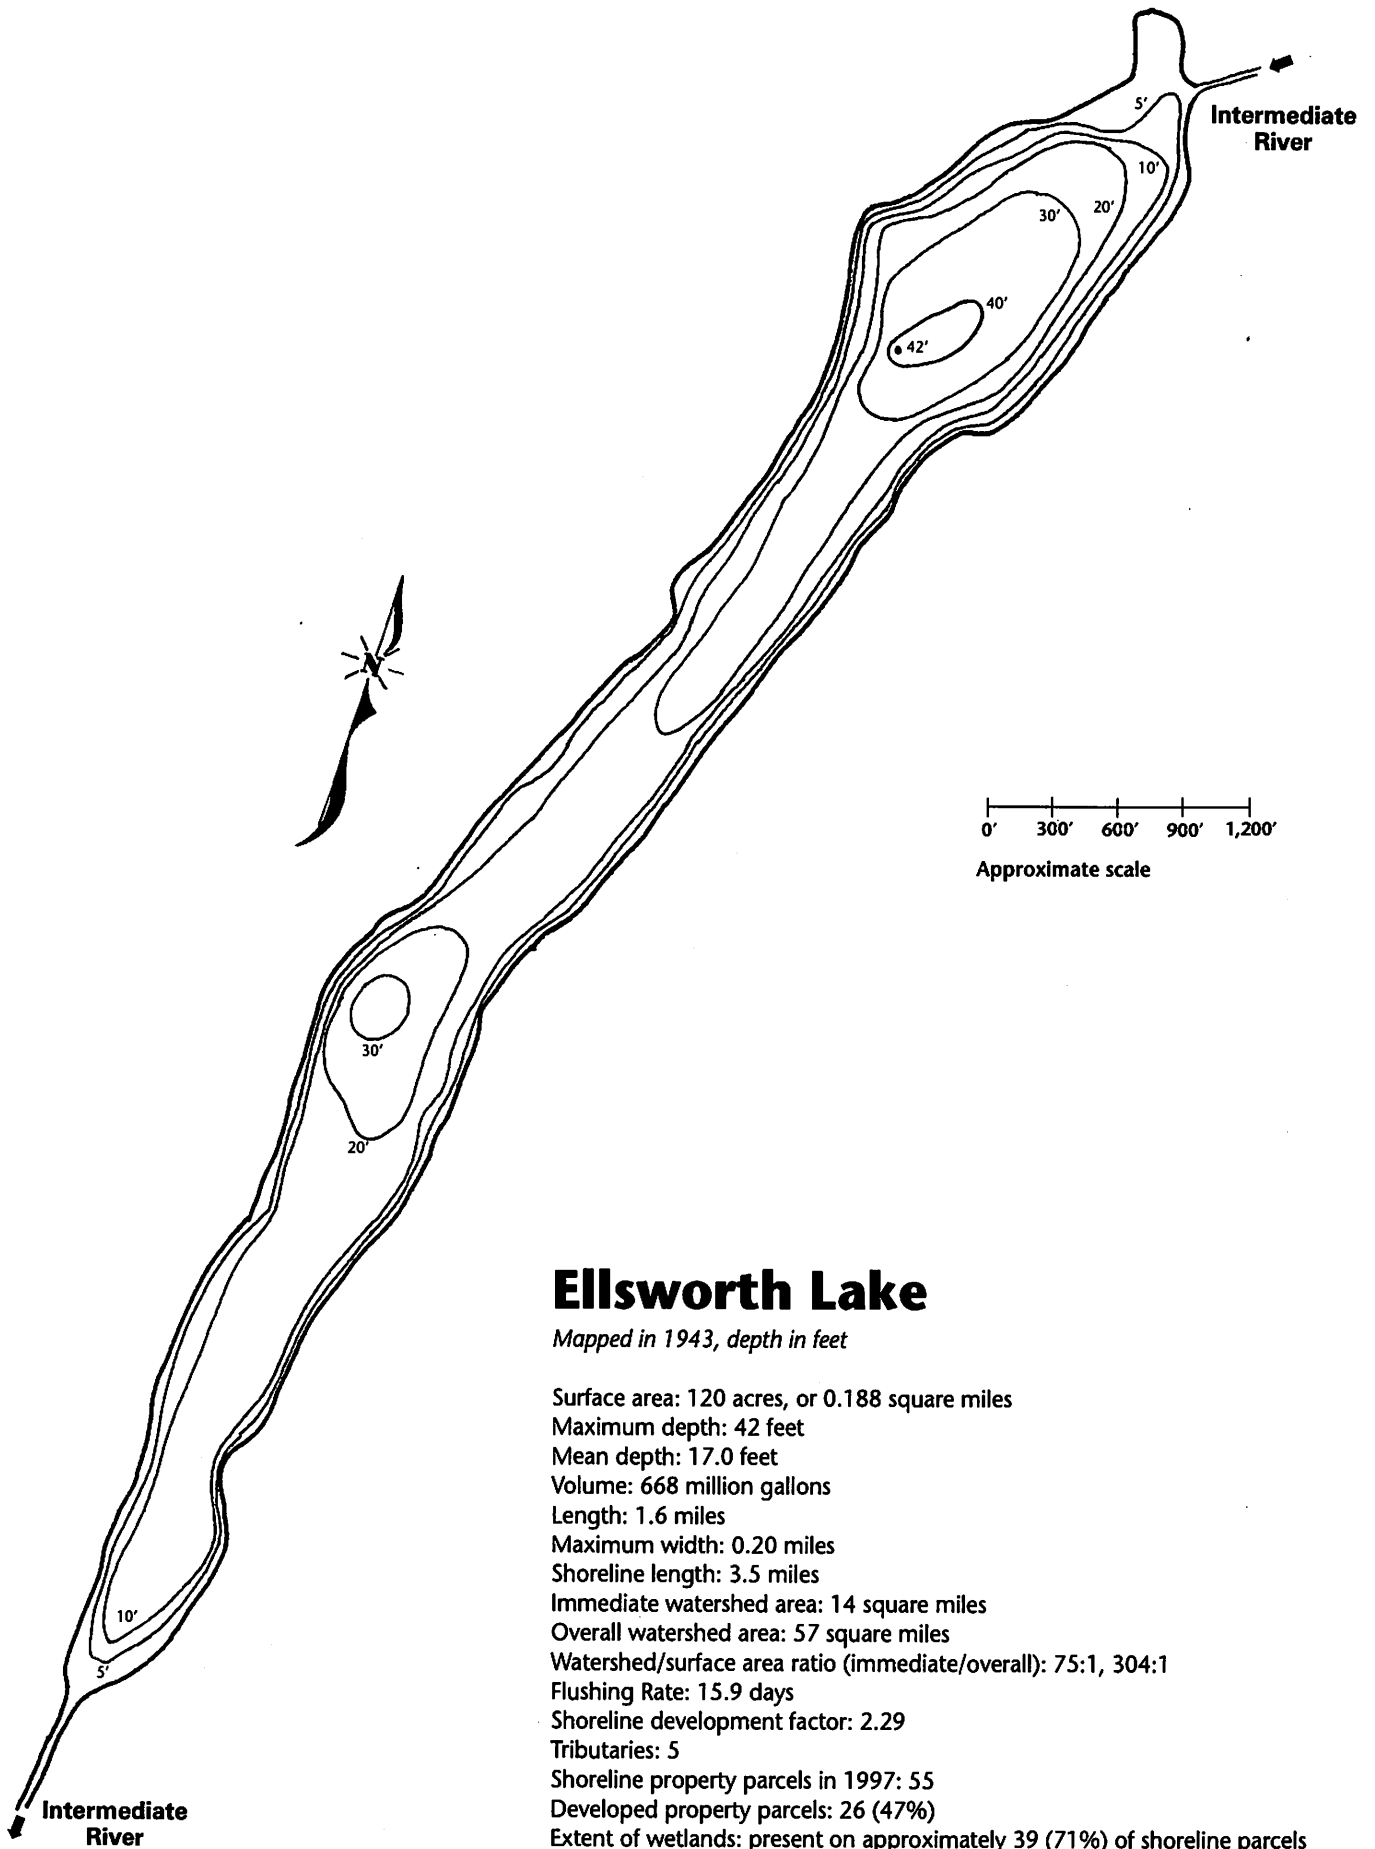 5'
Intermediate
River
10'
20'
30'
40'
42'
N
0' 300' 600' 900' 1,200'
Approximate scale
30'
20'
Ellsworth Lake
Mapped in 1943, depth in feet
Surface area: 120 acres, or 0.188 square miles
Maximum depth: 42 feet
Mean depth: 17.0 feet
Volume: 668 million gallons
Length: 1.6 miles
Maximum width: 0.20 miles
Shoreline length: 3.5 miles
Immediate watershed area: 14 square miles
Overall watershed area: 57 square miles
Watershed/surface area ratio (immediate/overall): 75:1, 304:1
Flushing Rate: 15.9 days
Shoreline development factor: 2.29
Tributaries: 5
Shoreline property parcels in 1997: 55
Developed property parcels: 26 (47%)
Extent of wetlands: present on approximately 39 (71%) of shoreline parcels
10'
5'
Intermediate
River